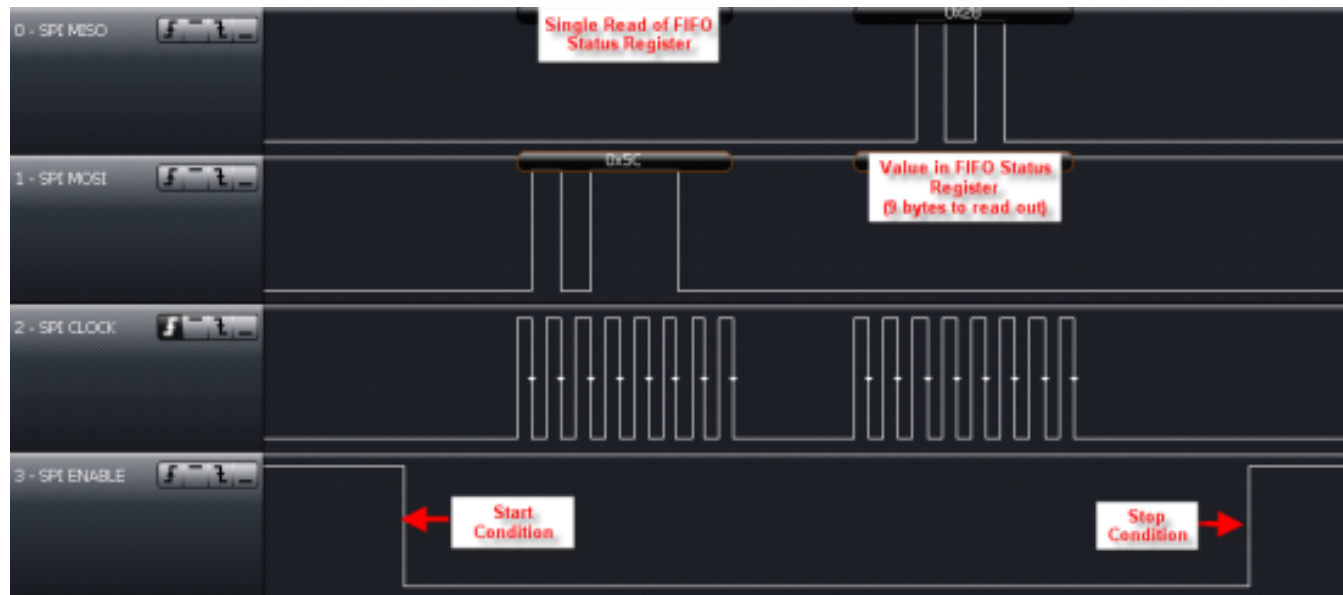 0 - SPI MISO
Single Read of FIFO
Status Register
1 - SPI MOSI
0x5C
Value in FIFO Status
Register
(9 bytes to read out)
2 - SPI CLOCK
3 - SPI ENABLE
Start
Condition
Stop
Condition